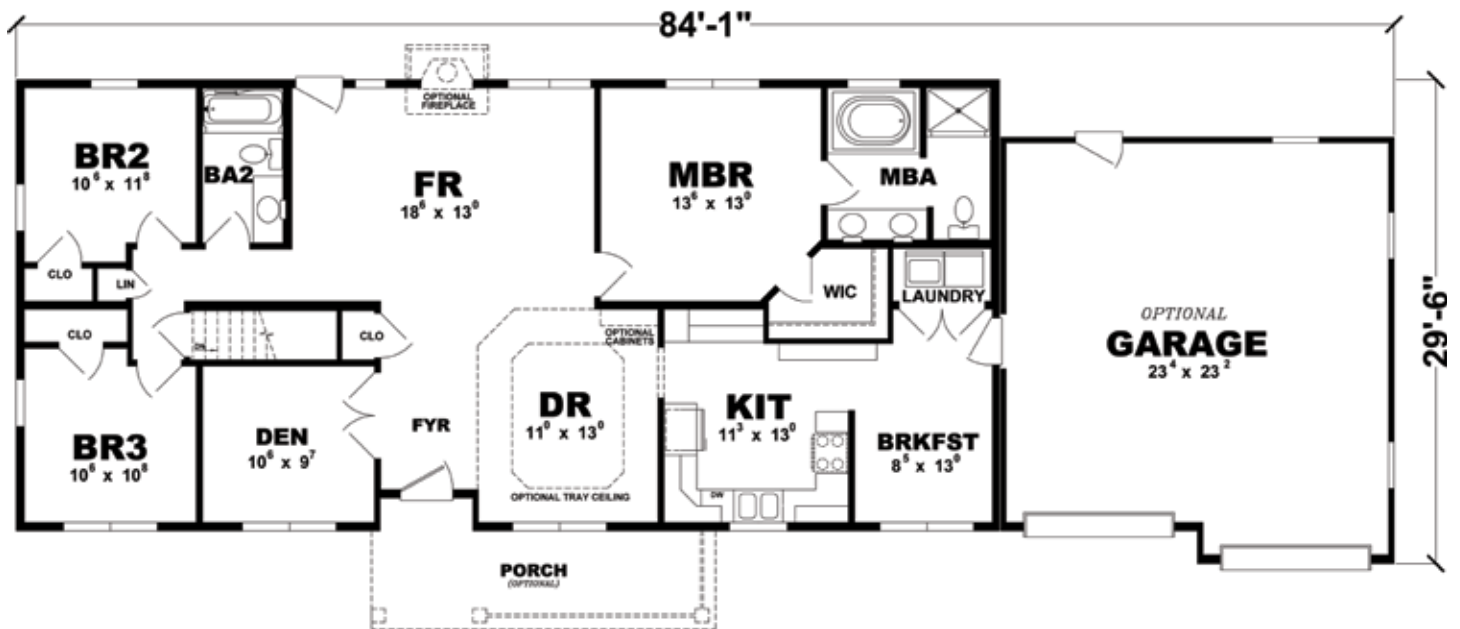 84'-1"
OPTIONAL
FIREPLACE
BR2
10⁶ x 11⁸
BA2
FR
18⁶ x 13⁰
MBR
13⁶ x 13⁰
MBA
CLO
LIN
WIC
LAUNDRY
CLO
DN
CLO
OPTIONAL
CABINETS
OPTIONAL
GARAGE
23⁴ x 23²
29'-6"
BR3
10⁶ x 10⁸
DEN
10⁶ x 9⁷
FYR
DR
11⁰ x 13⁰
OPTIONAL TRAY CEILING
KIT
11³ x 13⁰
DW
BRKFST
8⁵ x 13⁰
PORCH
(OPTIONAL)